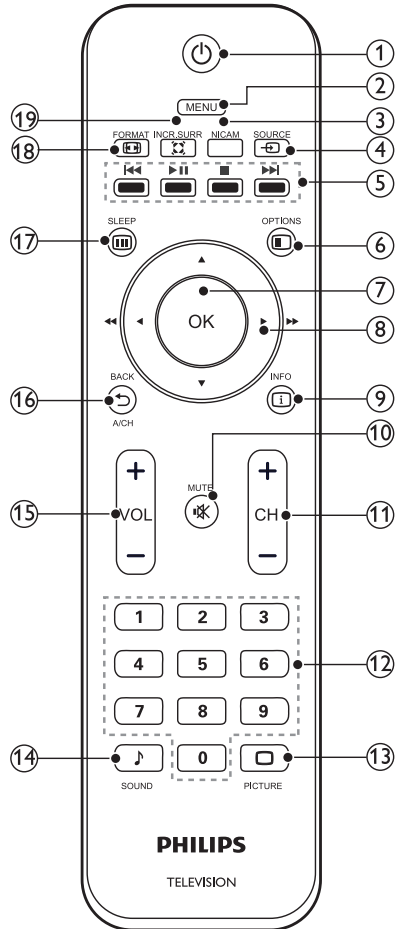 1
MENU
2
19
3
FORMAT INCR.SURR NICAM SOURCE
18
4
5
SLEEP
OPTIONS
17
6
7
OK
8
BACK
INFO
16
i
9
A/CH
10
+
+
MUTE
15
VOL
CH
11
−
−
1 2 3
4 5 6
12
7 8 9
14
0
13
SOUND
PICTURE
PHILIPS
TELEVISION